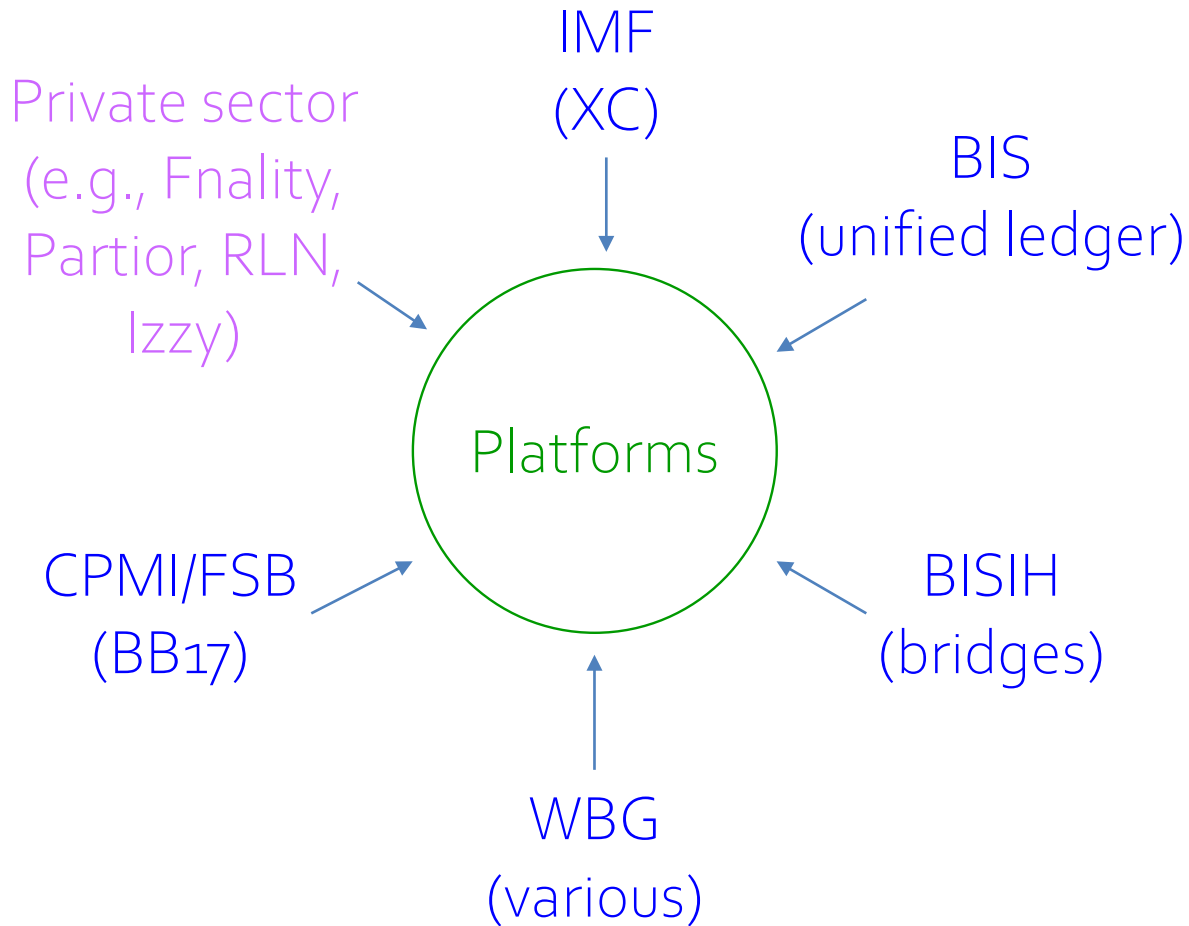 IMF
(XC)
Private sector
(e.g., Fnality,
Partior, RLN,
Izzy)
BIS
(unified ledger)
Platforms
CPMI/FSB
(BB17)
BISIH
(bridges)
WBG
(various)